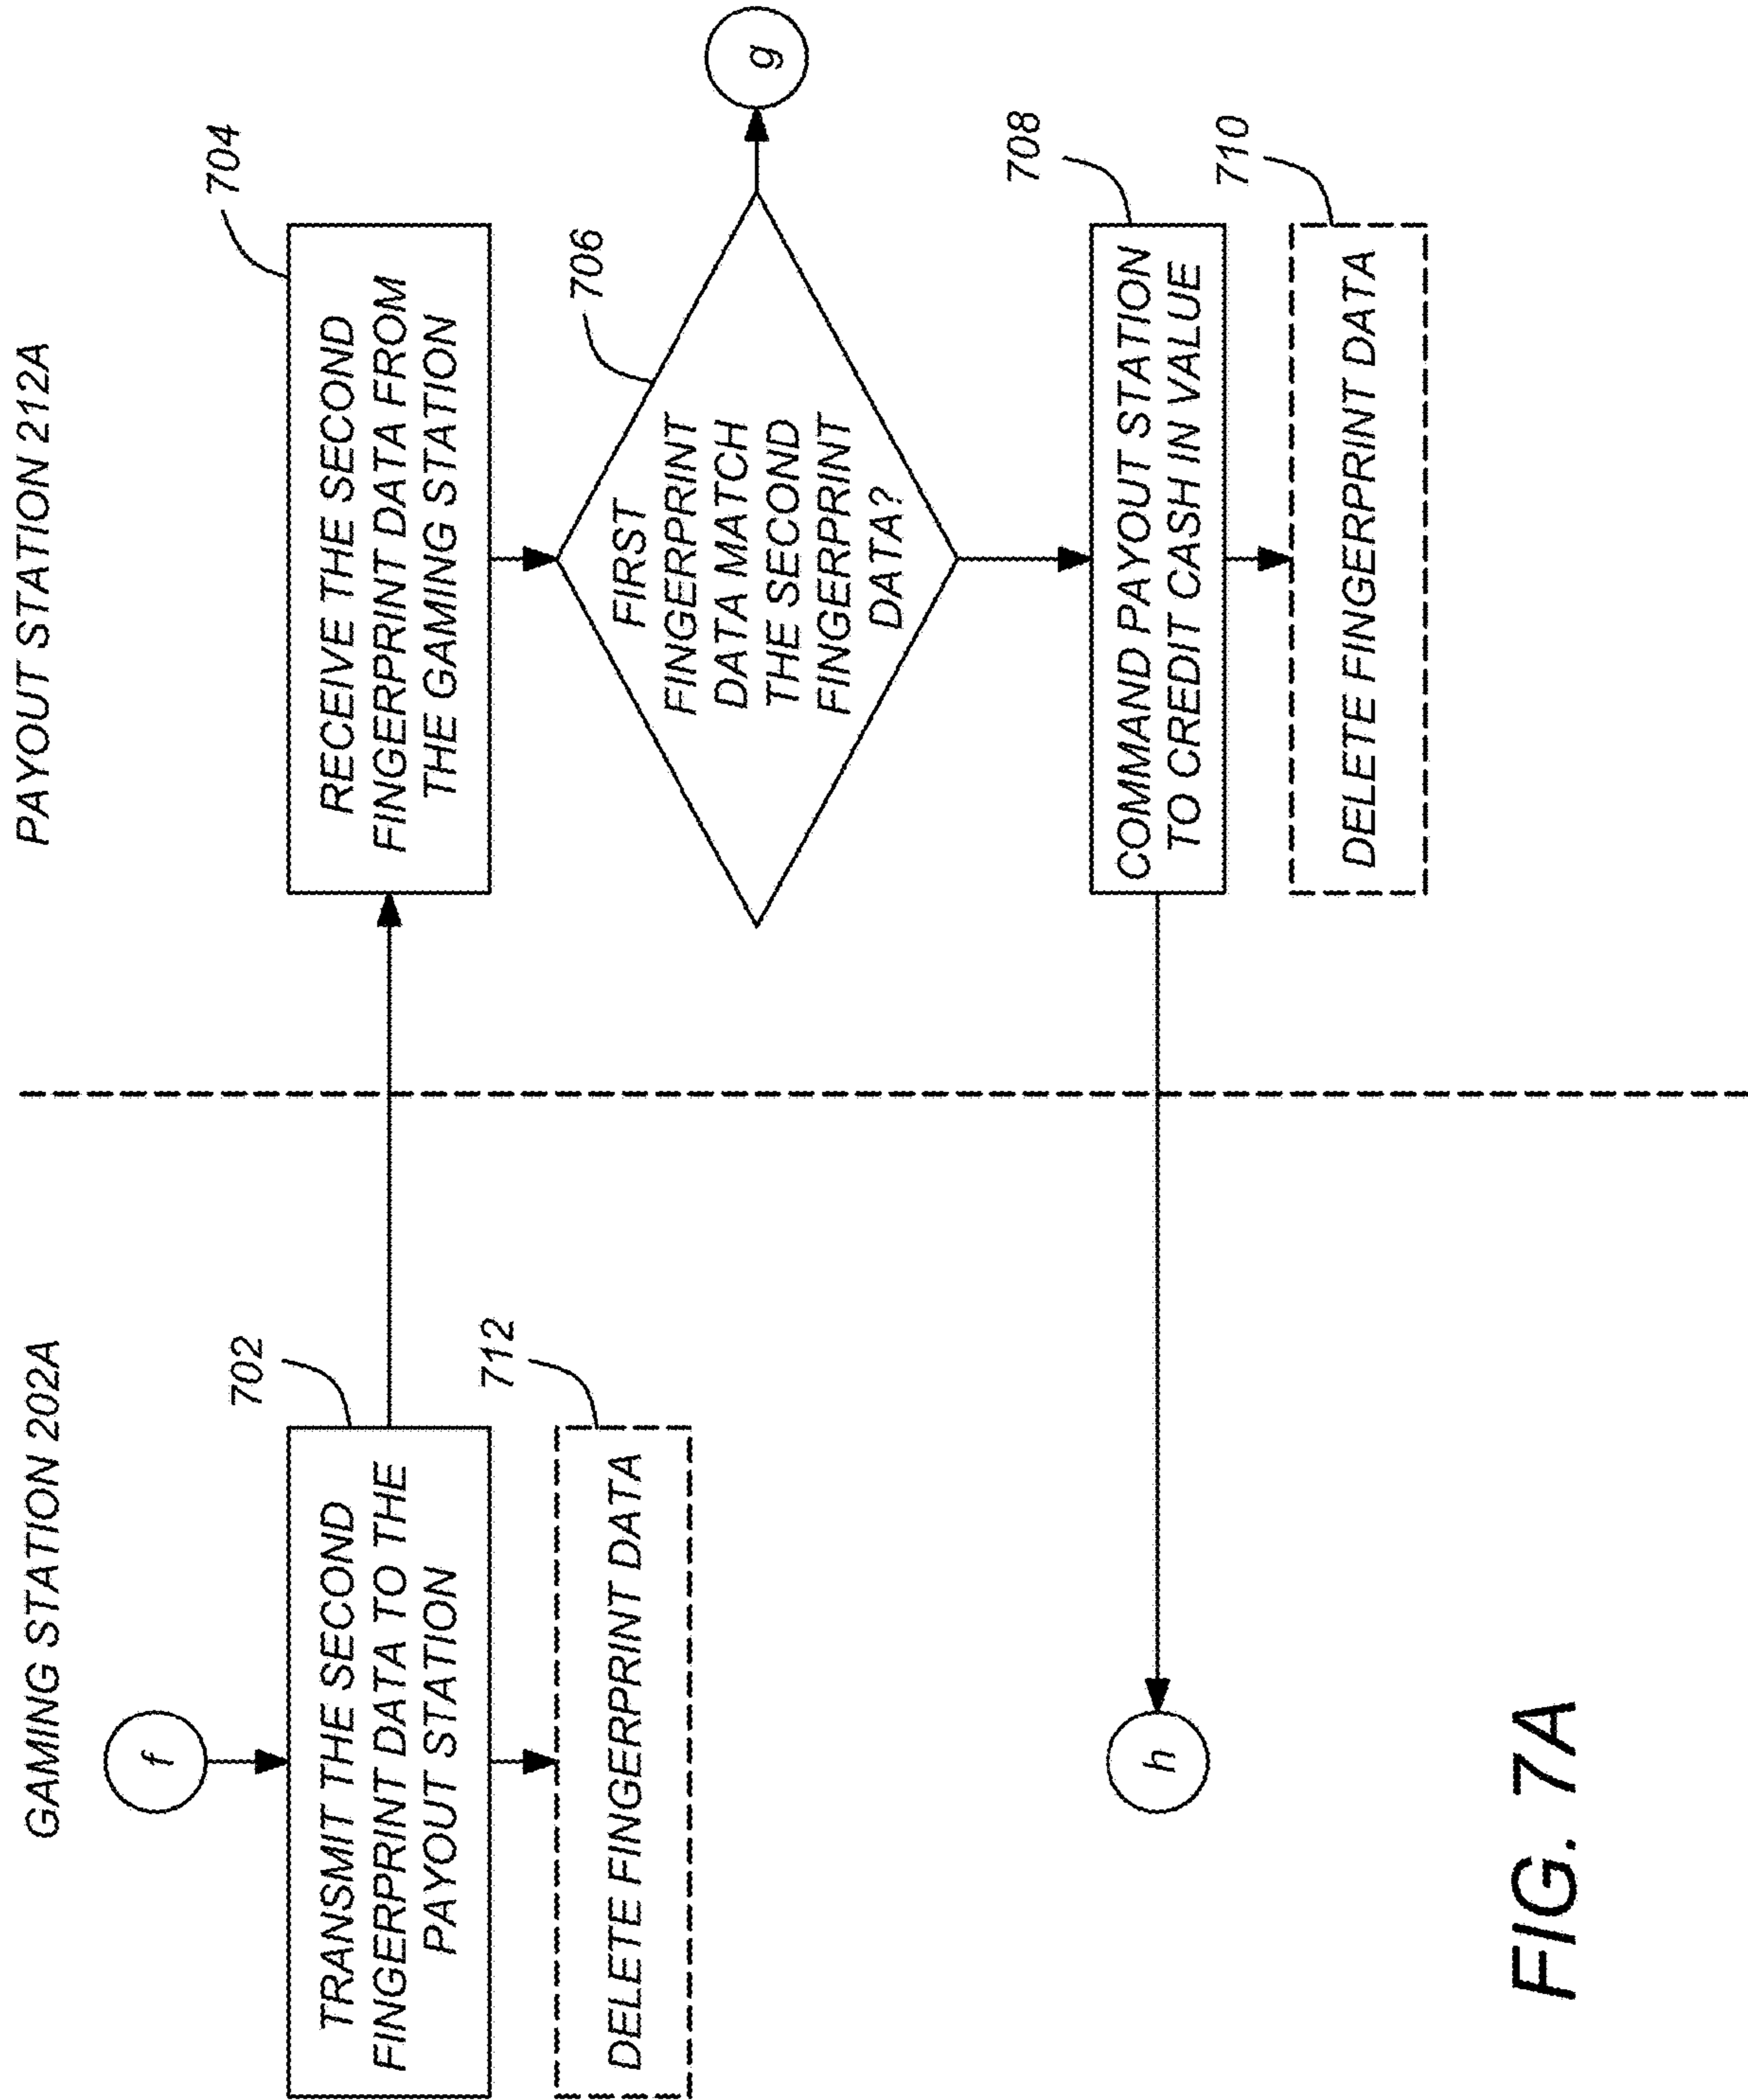 GAMING STATION 202A
PAYOUT STATION 212A
f
702
TRANSMIT THE SECOND
FINGERPRINT DATA TO THE
PAYOUT STATION
704
RECEIVE THE SECOND
FINGERPRINT DATA FROM
THE GAMING STATION
712
DELETE FINGERPRINT DATA
706
FIRST
FINGERPRINT
DATA MATCH
THE SECOND
FINGERPRINT
DATA?
g
708
COMMAND PAYOUT STATION
TO CREDIT CASH IN VALUE
h
710
DELETE FINGERPRINT DATA
FIG. 7A